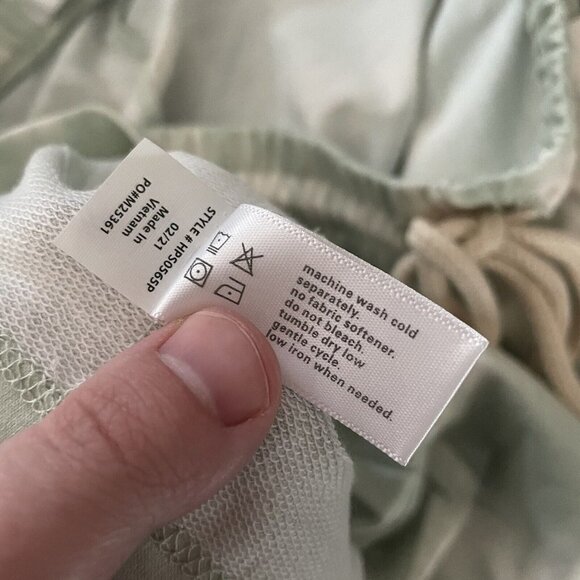 STYLE # HPS056SP
02/21
Made In
Vietnam
PO#M25361
machine wash cold
separately.
no fabric softener.
do not bleach.
tumble dry low
gentle cycle.
low iron when needed.